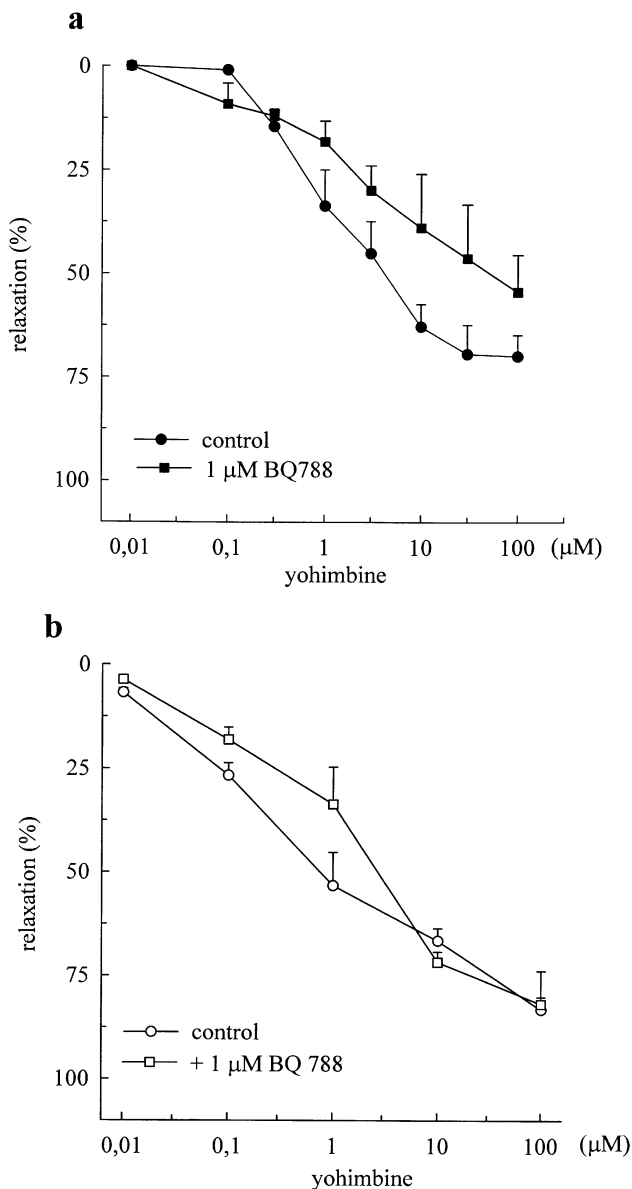 a
0
25
50
75
100
relaxation (%)
control
1 µM BQ788
0,01 0,1 1 10 100 (µM)
yohimbine
b
0
25
50
75
100
relaxation (%)
control
+ 1 µM BQ 788
0,01 0,1 1 10 100 (µM)
yohimbine